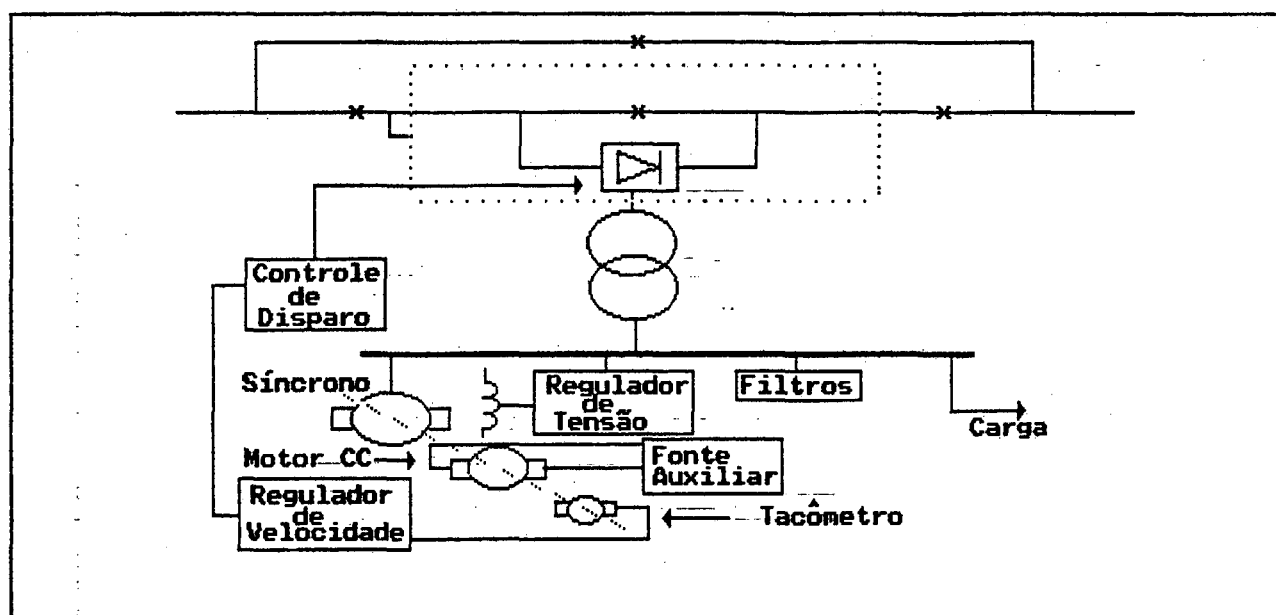 Controle
de
Disparo
Síncrono
Regulador
de
Tensão
Filtros
Carga
Motor CC
Fonte
Auxiliar
Regulador
de
Velocidade
Tacômetro